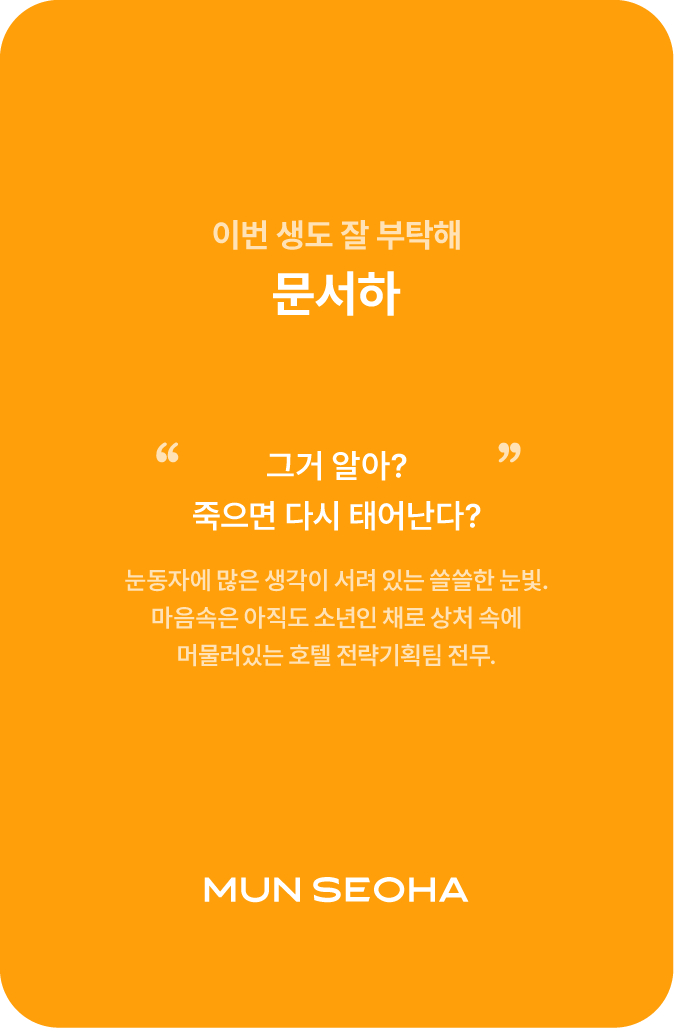 이번 생도 잘 부탁해
문서하
“ 그거 알아? ”
죽으면 다시 태어난다?
눈동자에 많은 생각이 서려 있는 쓸쓸한 눈빛.
마음속은 아직도 소년인 채로 상처 속에
머물러있는 호텔 전략기획팀 전무.
MUN SEOHA